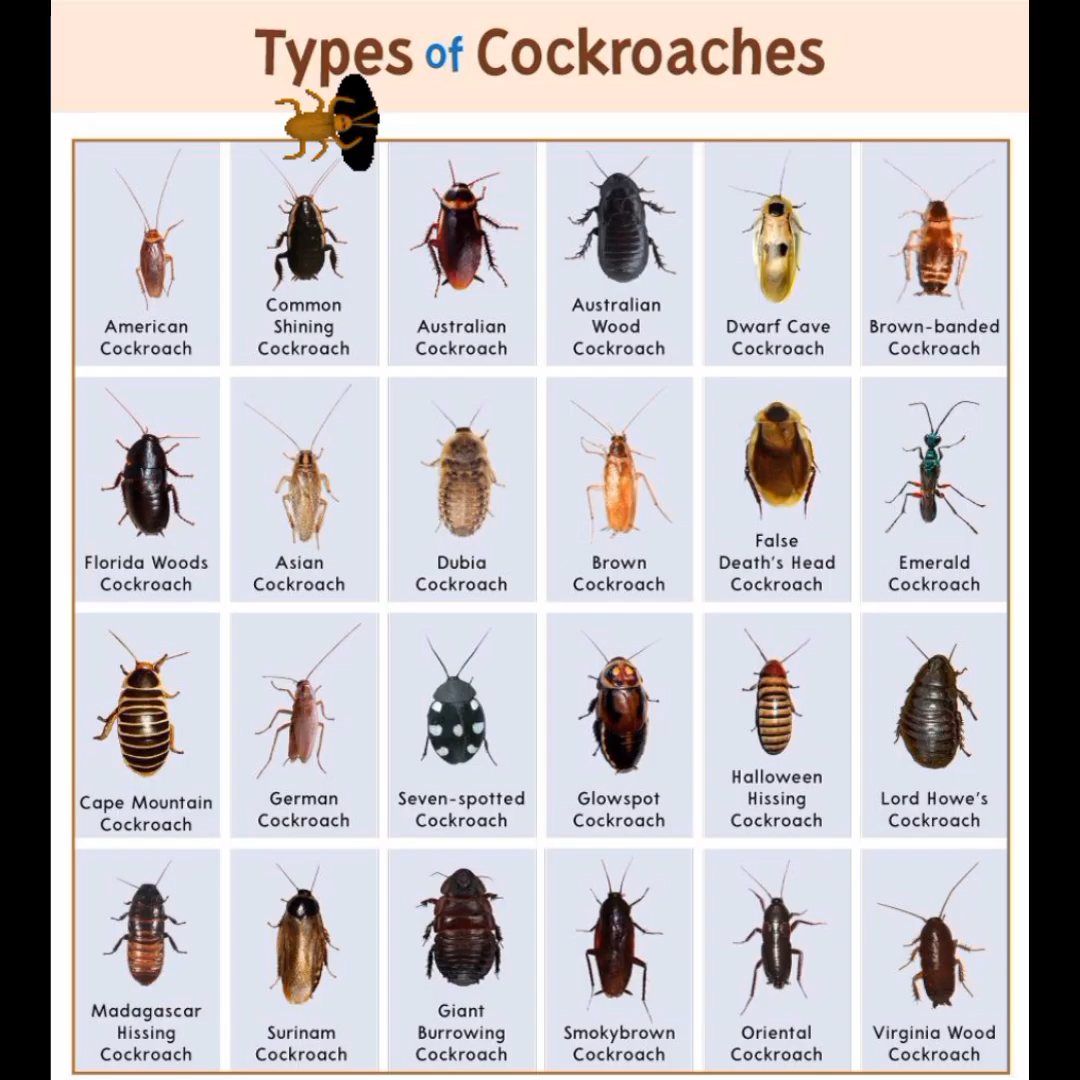 Types of Cockroaches
American
Cockroach
Common
Shining
Cockroach
Australian
Cockroach
Australian
Wood
Cockroach
Dwarf Cave
Cockroach
Brown-banded
Cockroach
Florida Woods
Cockroach
Asian
Cockroach
Dubia
Cockroach
Brown
Cockroach
False
Death's Head
Cockroach
Emerald
Cockroach
Cape Mountain
Cockroach
German
Cockroach
Seven-spotted
Cockroach
Glowspot
Cockroach
Halloween
Hissing
Cockroach
Lord Howe's
Cockroach
Madagascar
Hissing
Cockroach
Surinam
Cockroach
Giant
Burrowing
Cockroach
Smokybrown
Cockroach
Oriental
Cockroach
Virginia Wood
Cockroach